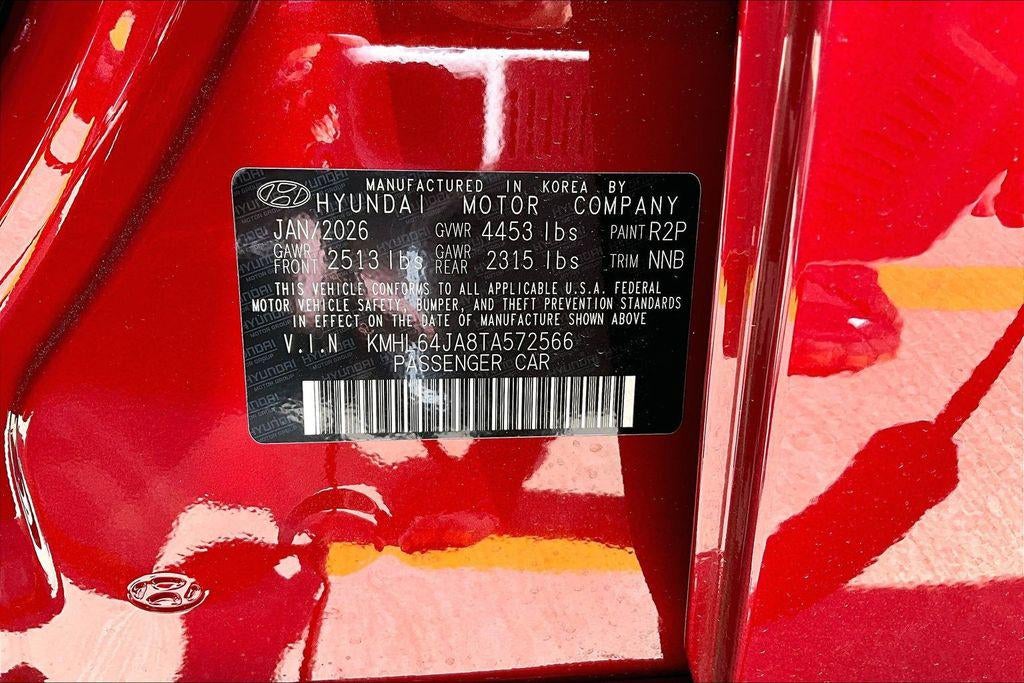 MANUFACTURED IN KOREA BY
HYUNDAI MOTOR COMPANY
JAN/2026 GVWR 4453 lbs PAINT R2P
GAWR FRONT 2513 lbs GAWR REAR 2315 lbs TRIM NNB
THIS VEHICLE CONFORMS TO ALL APPLICABLE U.S.A. FEDERAL
MOTOR VEHICLE SAFETY, BUMPER, AND THEFT PREVENTION STANDARDS
IN EFFECT ON THE DATE OF MANUFACTURE SHOWN ABOVE
V.I.N KMHL64JA8TA572566
PASSENGER CAR